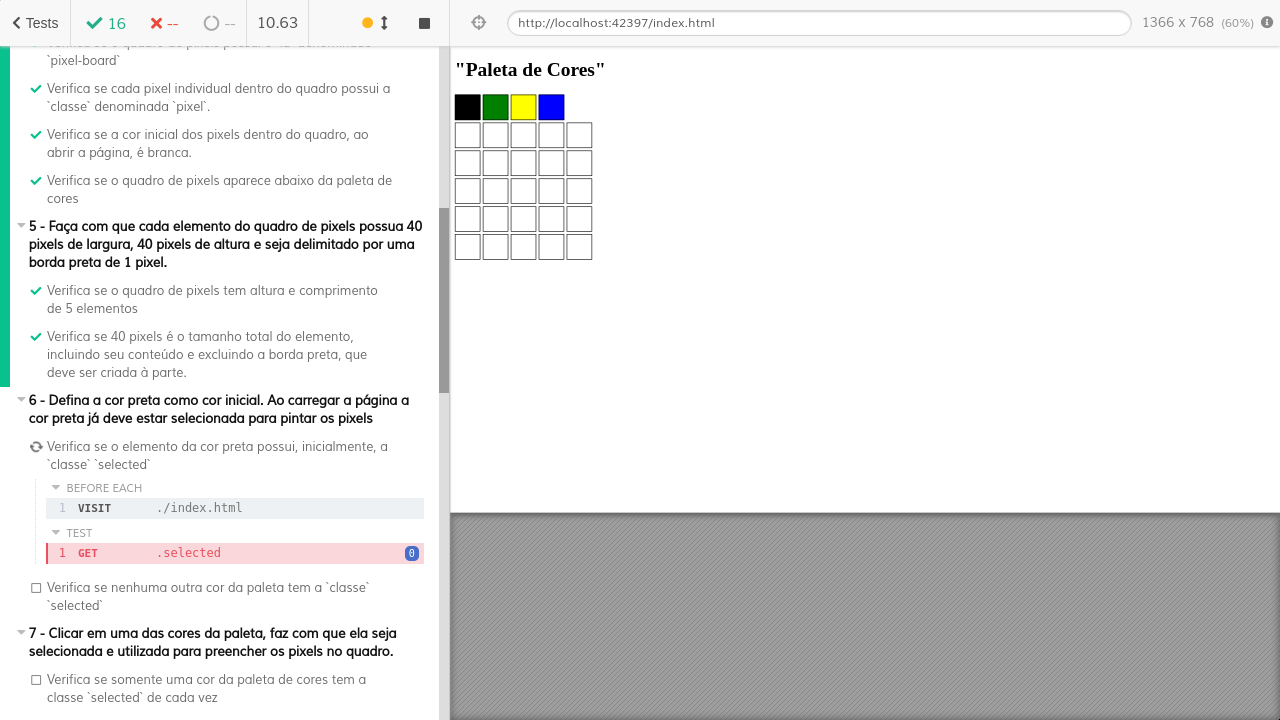 Tests
16
--
--
10.63
http://localhost:42397/index.html
1366 x 768 (60%)
`pixel-board`
Verifica se cada pixel individual dentro do quadro possui a
`classe` denominada `pixel`.
Verifica se a cor inicial dos pixels dentro do quadro, ao
abrir a página, é branca.
Verifica se o quadro de pixels aparece abaixo da paleta de
cores
5 - Faça com que cada elemento do quadro de pixels possua 40
pixels de largura, 40 pixels de altura e seja delimitado por uma
borda preta de 1 pixel.
Verifica se o quadro de pixels tem altura e comprimento
de 5 elementos
Verifica se 40 pixels é o tamanho total do elemento,
incluindo seu conteúdo e excluindo a borda preta, que
deve ser criada à parte.
6 - Defina a cor preta como cor inicial. Ao carregar a página a
cor preta já deve estar selecionada para pintar os pixels
Verifica se o elemento da cor preta possui, inicialmente, a
`classe` `selected`
BEFORE EACH
1 VISIT ./index.html
TEST
1 GET .selected 0
Verifica se nenhuma outra cor da paleta tem a `classe`
`selected`
7 - Clicar em uma das cores da paleta, faz com que ela seja
selecionada e utilizada para preencher os pixels no quadro.
Verifica se somente uma cor da paleta de cores tem a
classe `selected` de cada vez
"Paleta de Cores"